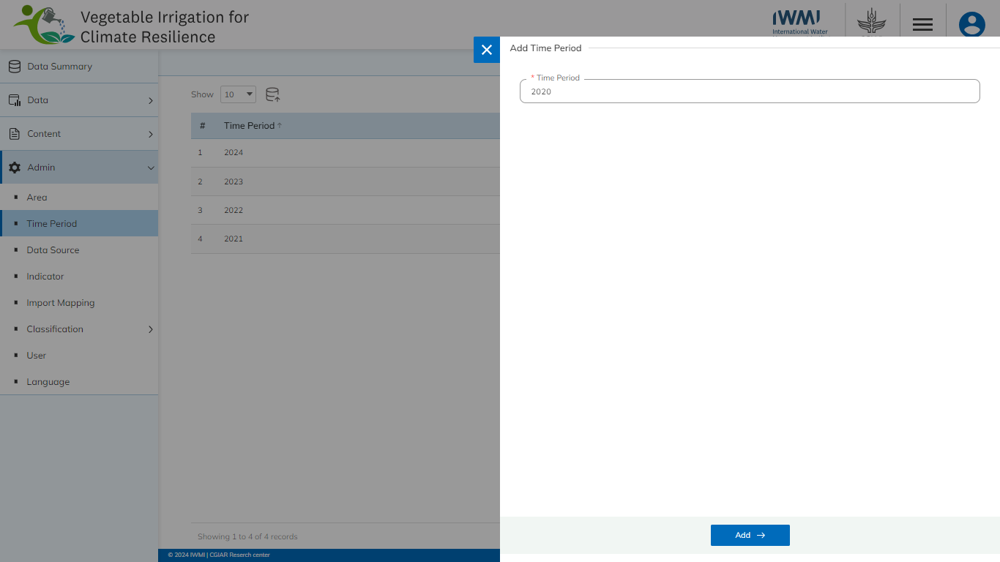 Vegetable Irrigation for
Climate Resilience
IWMI
International Water
Data Summary
Data
Content
Admin
Area
Time Period
Data Source
Indicator
Import Mapping
Classification
User
Language
Show 10
# Time Period ↑
1 2024
2 2023
3 2022
4 2021
Showing 1 to 4 of 4 records
© 2024 IWMI | CGIAR Reserch center
Add Time Period
* Time Period
2020
Add →